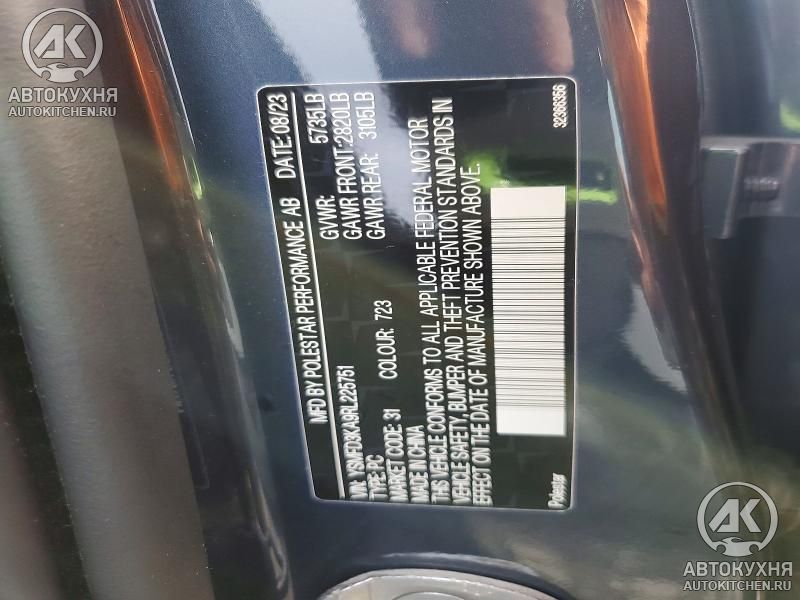 AK
АВТОКУХНЯ
AUTOKITCHEN.RU
MFD BY POLESTAR PERFORMANCE AB DATE: 08/23
GVWR: 5735LB
GAWR FRONT: 2820LB
GAWR REAR: 3105LB
VIN: YSMFD3KA9RL225751
TYPE: PC
MARKET CODE: 31 COLOUR: 723
MADE IN CHINA
THIS VEHICLE CONFORMS TO ALL APPLICABLE FEDERAL MOTOR
VEHICLE SAFETY, BUMPER AND THEFT PREVENTION STANDARDS IN
EFFECT ON THE DATE OF MANUFACTURE SHOWN ABOVE.
Polestar 32366356
AK
АВТОКУХНЯ
AUTOKITCHEN.RU